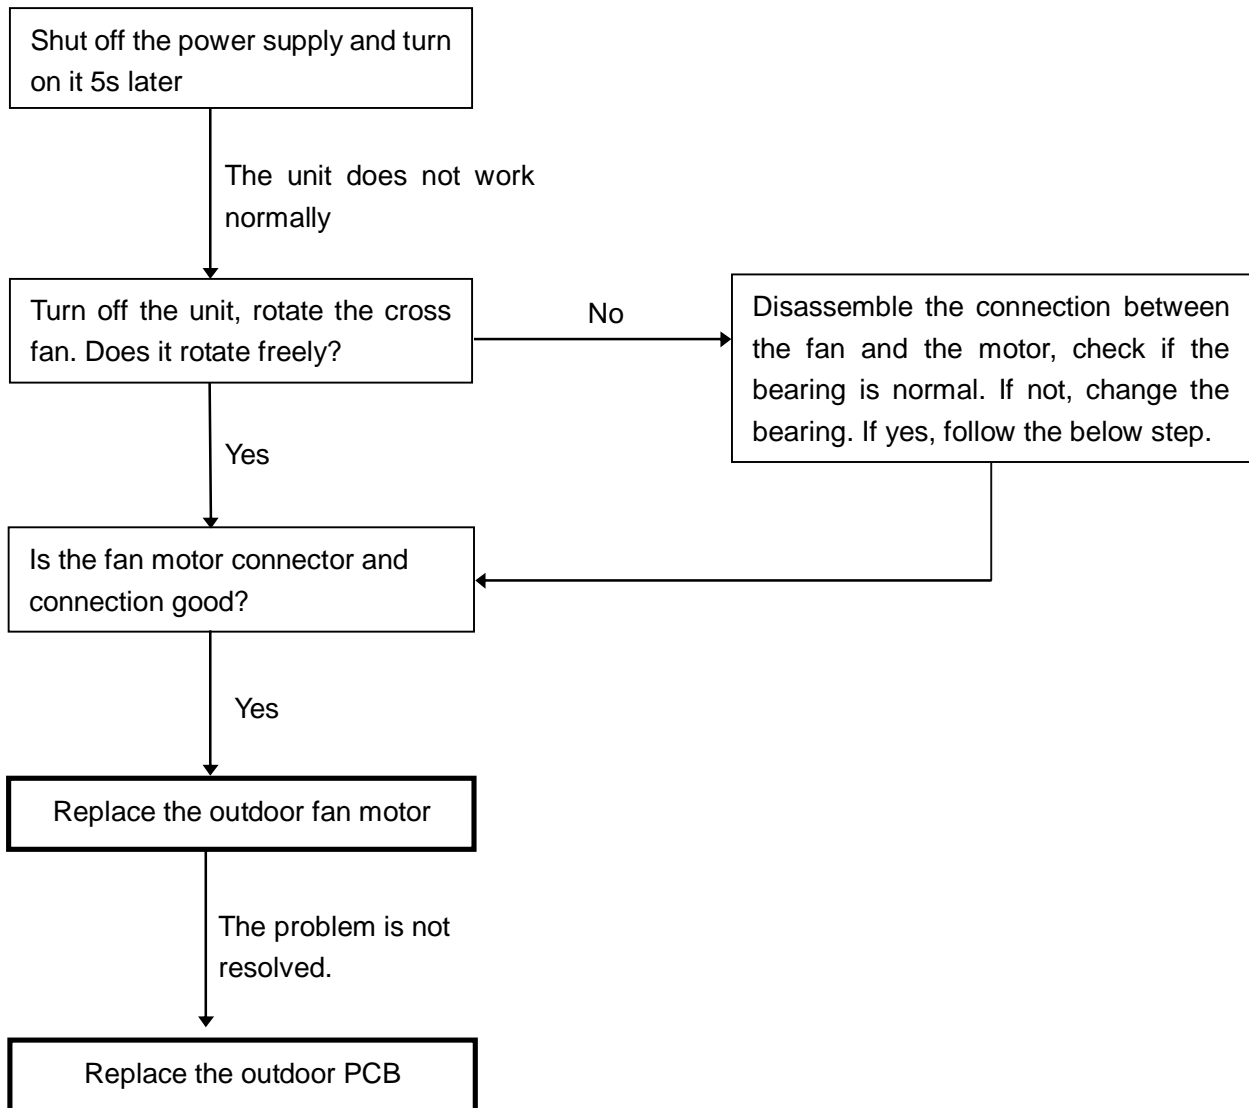 Shut off the power supply and turn
on it 5s later
The unit does not work
normally
Turn off the unit, rotate the cross
fan. Does it rotate freely?
No
Disassemble the connection between
the fan and the motor, check if the
bearing is normal. If not, change the
bearing. If yes, follow the below step.
Yes
Is the fan motor connector and
connection good?
Yes
Replace the outdoor fan motor
The problem is not
resolved.
Replace the outdoor PCB